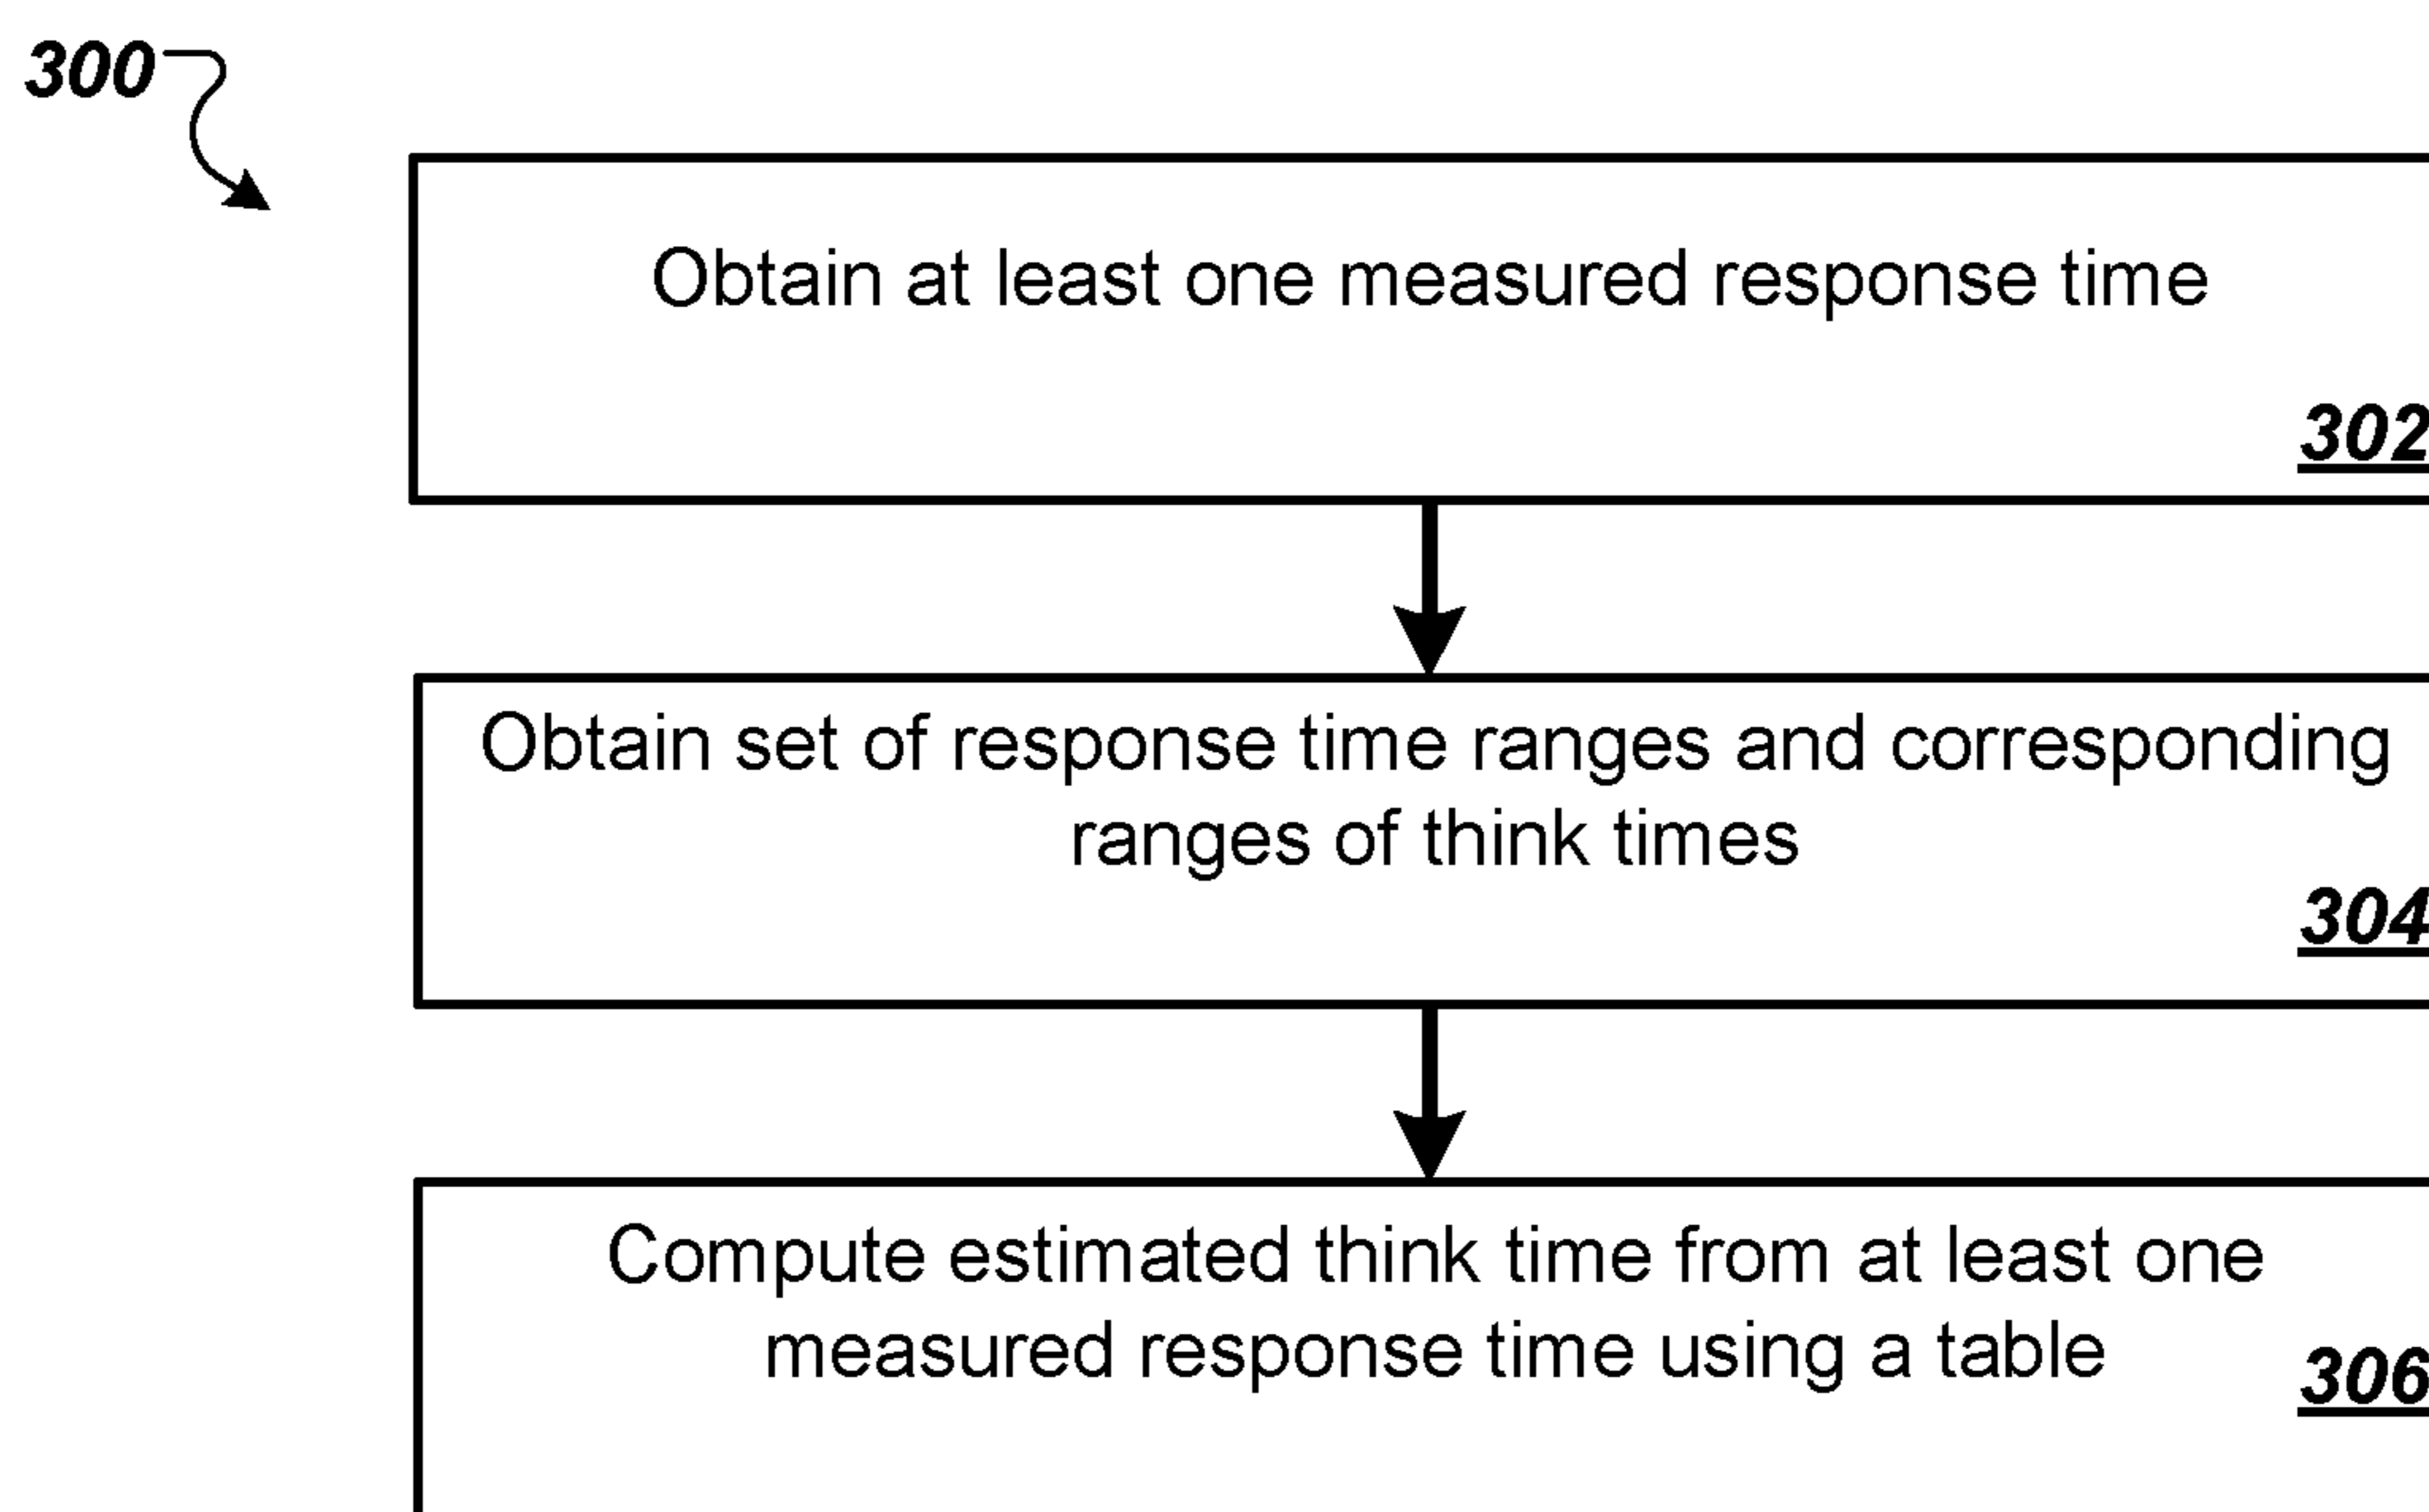 300
Obtain at least one measured response time
302
Obtain set of response time ranges and corresponding
ranges of think times
304
Compute estimated think time from at least one
measured response time using a table
306